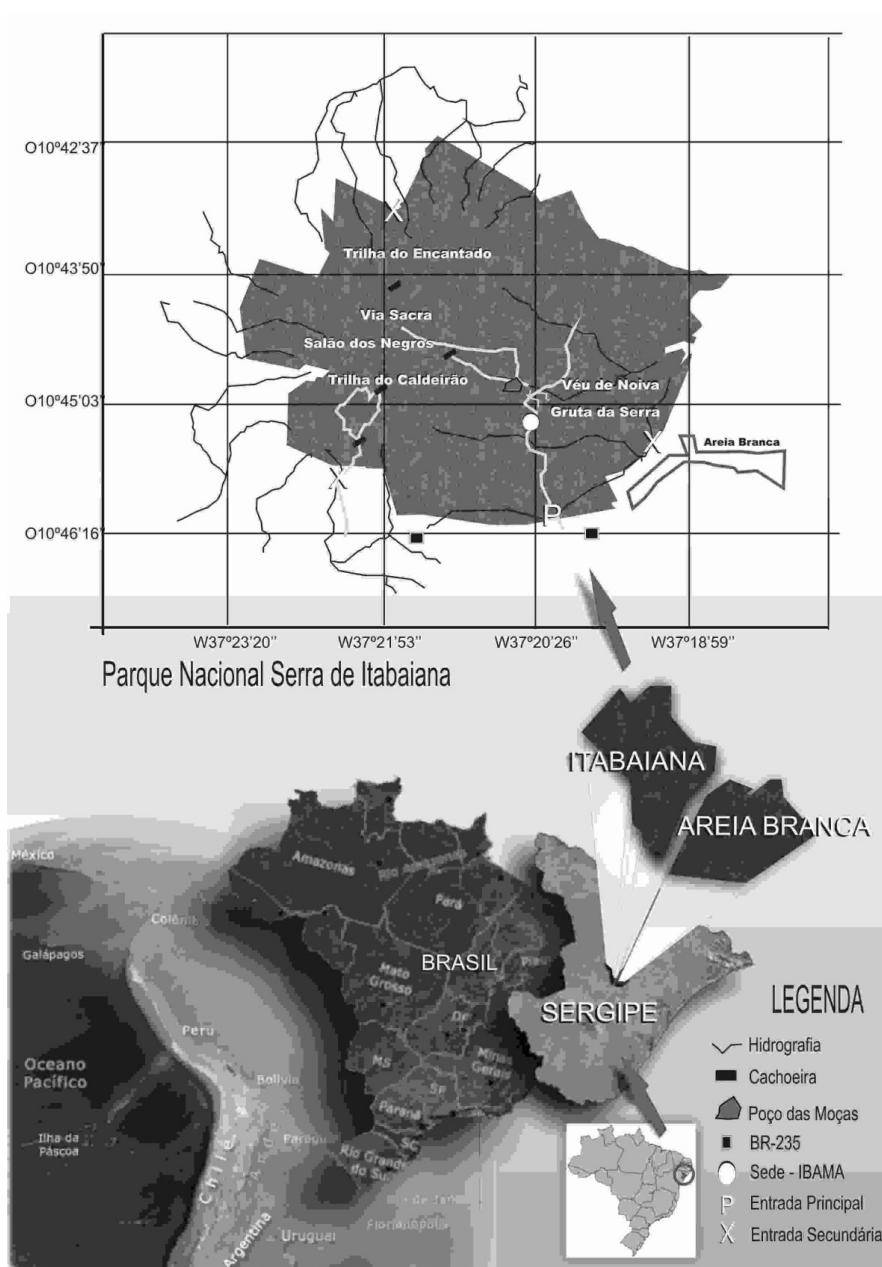 O10º42'37"
X
Trilha do Encantado
O10º43'50"
Via Sacra
Salão dos Negros
Trilha do Caldeirão
Véu de Noiva
O10º45'03"
Gruta da Serra
X
Areia Branca
X
P
O10º46'16"
W37º23'20"
W37º21'53"
W37º20'26"
W37º18'59"
Parque Nacional Serra de Itabaiana
ITABAIANA
AREIA BRANCA
México
Amazonas
Pará
Galápagos
BRASIL
Mato
Grosso
SERGIPE
LEGENDA
Perú
DF
Minas
Gerais
Hidrografia
Oceano
Pacífico
MS
SP
Cachoeira
Bolívia
Paraná
Poço das Moças
Ilha da
Páscoa
SC
BR-235
Chile
Rio Grande
do Sul
Sede - IBAMA
P Entrada Principal
Argentina
Uruguai
Florianópolis
X Entrada Secundária